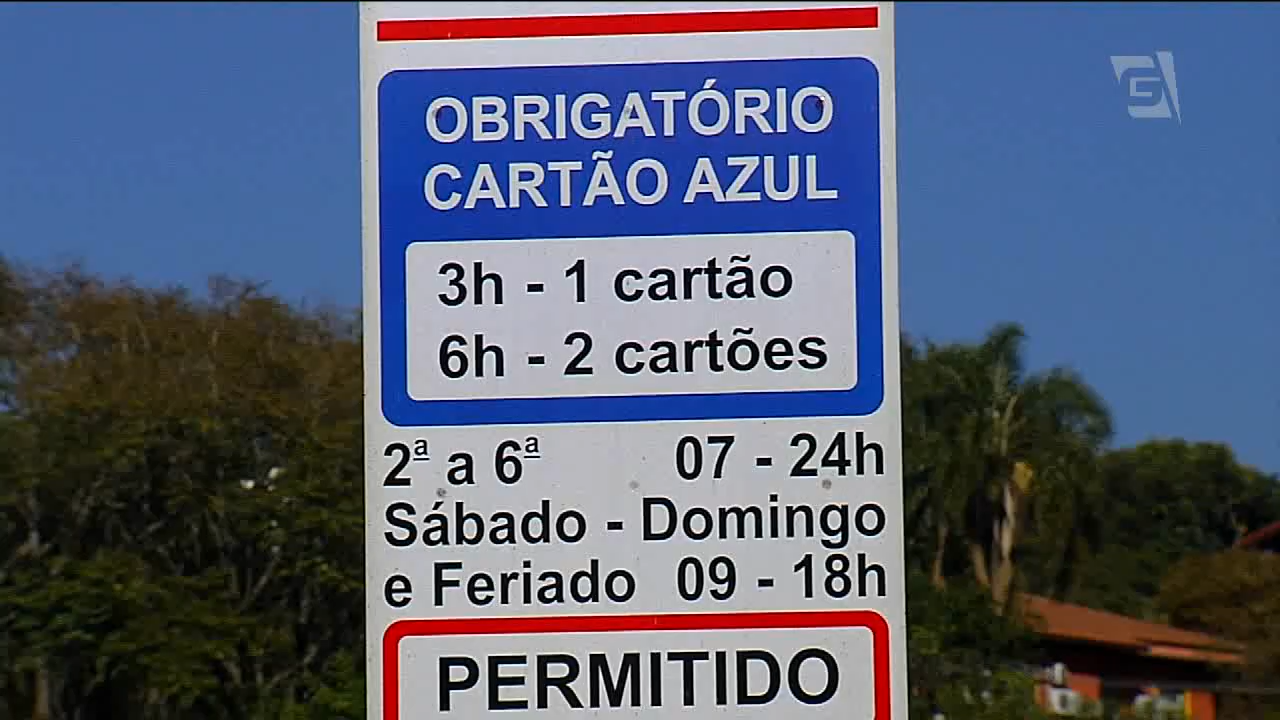 OBRIGATÓRIO
CARTÃO AZUL
3h - 1 cartão
6h - 2 cartões
2ª a 6ª 07 - 24h
Sábado - Domingo
e Feriado 09 - 18h
PERMITIDO